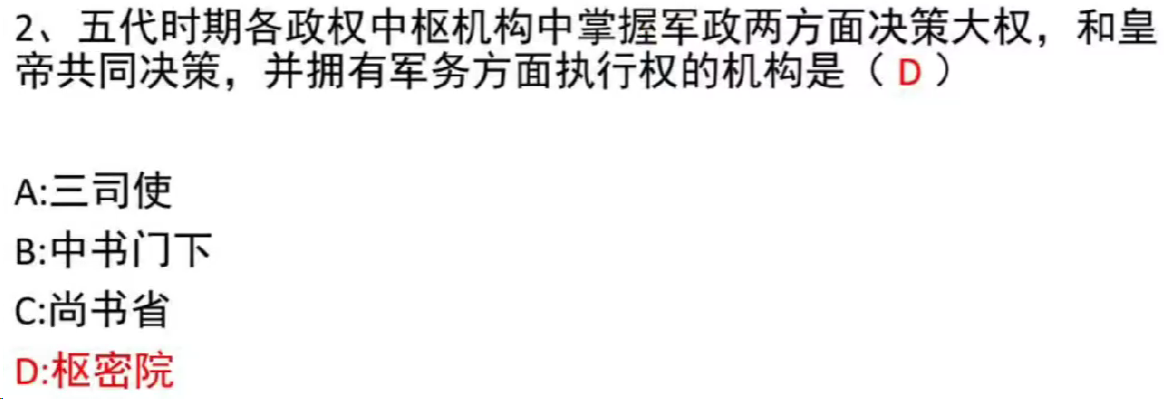 2、五代时期各政权中枢机构中掌握军政两方面决策大权，和皇
帝共同决策，并拥有军务方面执行权的机构是（ D ）
A:三司使
B:中书门下
C:尚书省
D:枢密院